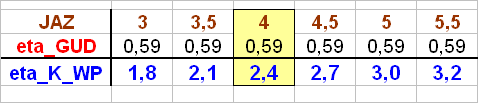 JAZ 3 3,5 4 4,5 5 5,5
eta_GUD 0,59 0,59 0,59 0,59 0,59 0,59
eta_K_WP 1,8 2,1 2,4 2,7 3,0 3,2